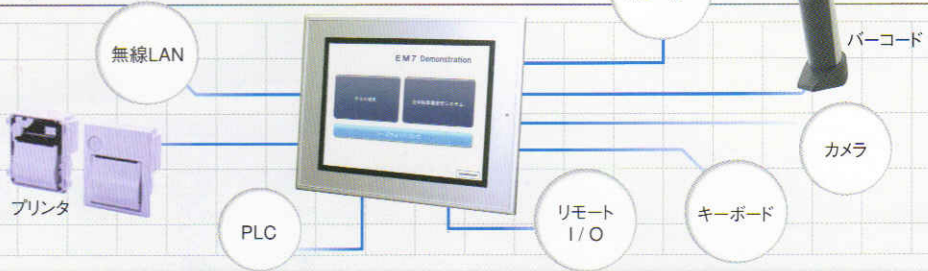 無線LAN
EM7 Demonstration
バーコード
カメラ
プリンタ
PLC
リモート
I / O
キーボード